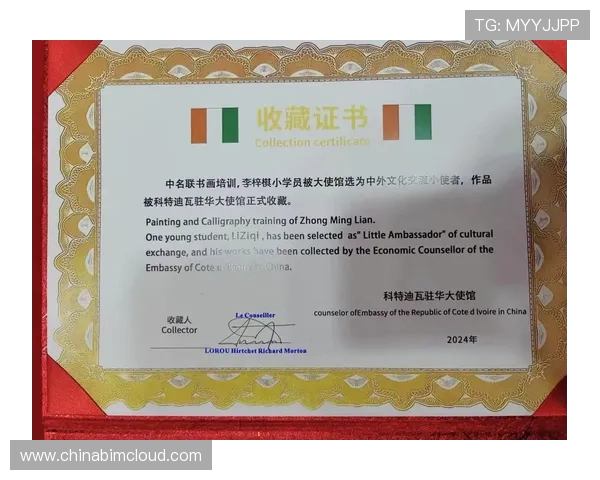 TG: MYYJJPP
收藏证书
Collection certificate
中名联书画培训,李梓棋小学员被大使馆选为中外文化交流小使者，作品
被科特迪瓦驻华大使馆正式收藏。
Painting and Calligraphy training of Zhong Ming Lian.
One young student, LIZiqi, has been selected as" Little Ambassador" of cultural
exchange, and his works have been collected by the Economic Counsellor of the
Embassy of Cote d'Ivoire in China.
收藏人
Collector
Le Conseiller
LOROU Hirtchet Richard Morton
科特迪瓦驻华大使馆
counselor ofEmbassy of the Republic of Cote d Ivoire in China
2024年
www.chinabimcloud.com